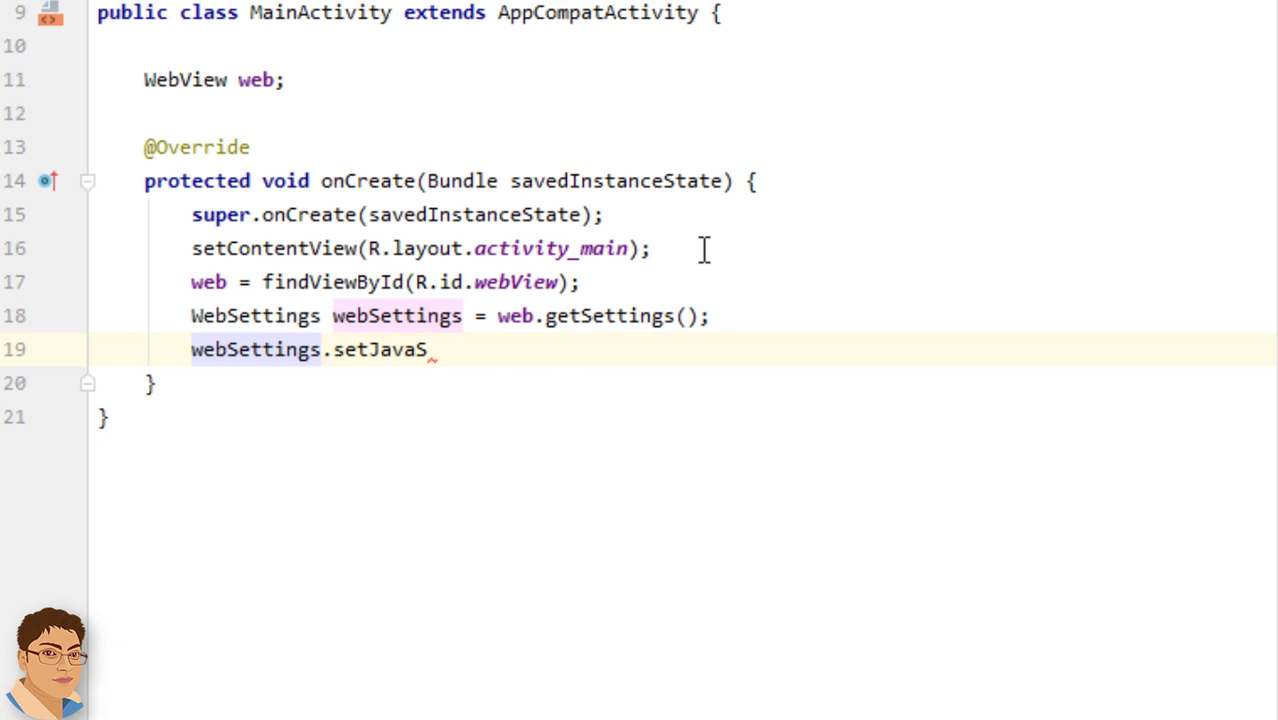 9 public class MainActivity extends AppCompatActivity {
10
11 WebView web;
12
13 @Override
14 protected void onCreate(Bundle savedInstanceState) {
15 super.onCreate(savedInstanceState);
16 setContentView(R.layout.activity_main);
17 web = findViewById(R.id.webView);
18 WebSettings webSettings = web.getSettings();
19 webSettings.setJavaS
20 }
21 }